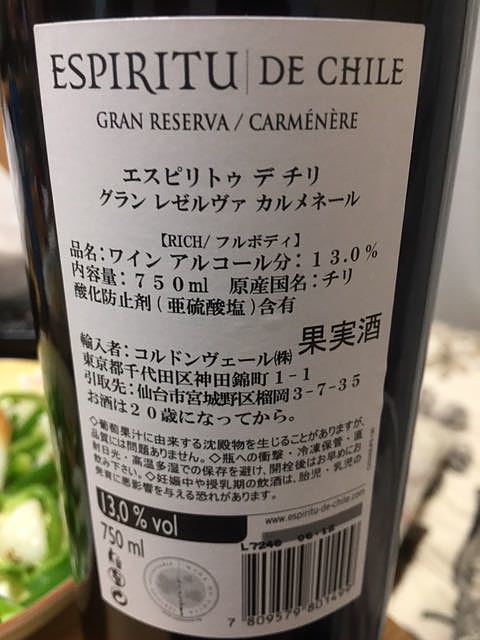 ESPIRITU DE CHILE
GRAN RESERVA / CARMÉNÈRE
エスピリトゥ デ チリ
グラン レゼルヴァ カルメネール
【RICH/フルボディ】
品名：ワイン アルコール分：１３.０％
内容量：７５０ml 原産国名：チリ
酸化防止剤（亜硫酸塩）含有
果実酒
輸入者：コルドンヴェール㈱
東京都千代田区神田錦町１-１
引取先：仙台市宮城野区榴岡３-７-３５
お酒は２０歳になってから。
◇葡萄果汁に由来する沈殿物を生じることがありますが、
品質には問題ありません。◇瓶への衝撃・冷凍保管・直
射日光・高温多湿での保存を避け、開栓後はお早めにお
飲み下さい。◇妊娠中や授乳期の飲酒は、胎児・乳児の
発育に悪影響を与える恐れがあります。
13.0 % vol
www.espiritu-de-chile.com
750 ml
L7240 06:18